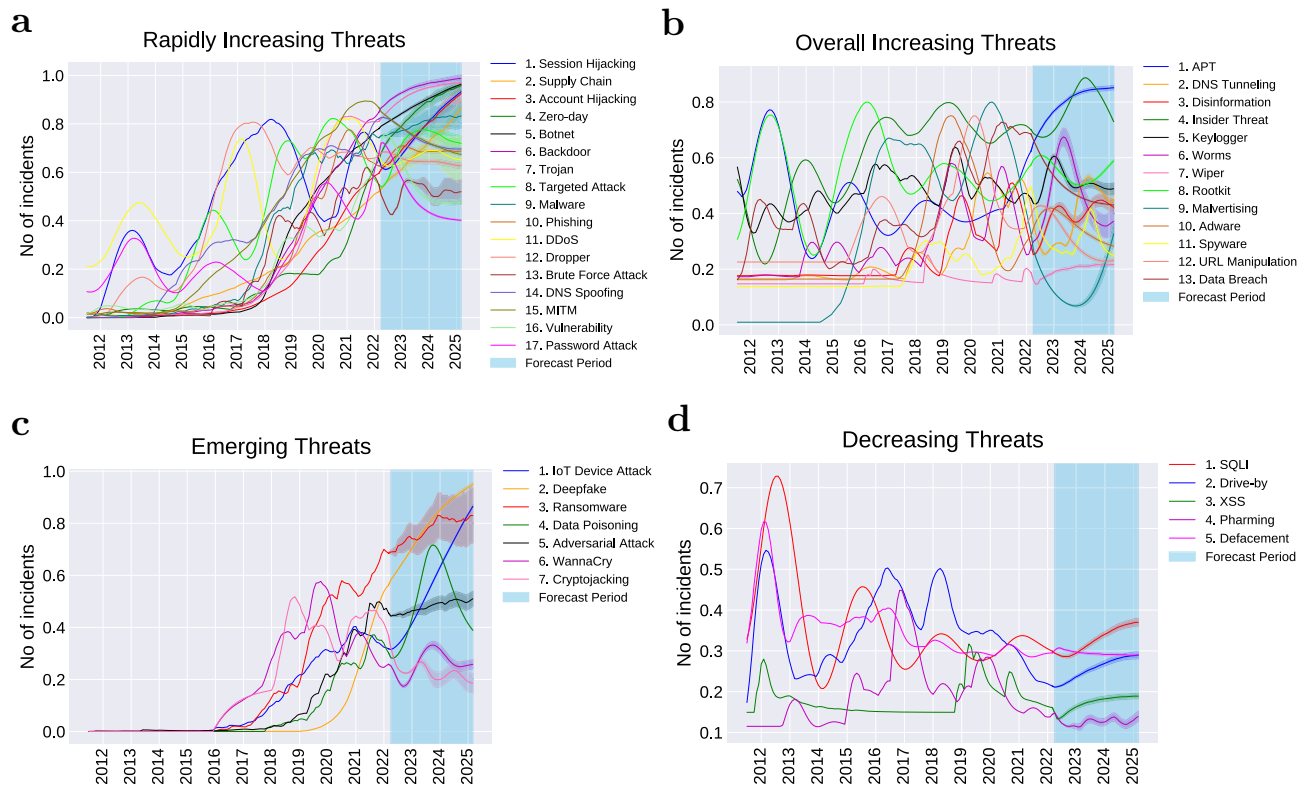 a
Rapidly Increasing Threats
No of incidents
1.0
0.8
0.6
0.4
0.2
0.0
2012
2013
2014
2015
2016
2017
2018
2019
2020
2021
2022
2023
2024
2025
1. Session Hijacking
2. Supply Chain
3. Account Hijacking
4. Zero-day
5. Botnet
6. Backdoor
7. Trojan
8. Targeted Attack
9. Malware
10. Phishing
11. DDoS
12. Dropper
13. Brute Force Attack
14. DNS Spoofing
15. MITM
16. Vulnerability
17. Password Attack
Forecast Period
b
Overall Increasing Threats
No of incidents
0.8
0.6
0.4
0.2
0.0
2012
2013
2014
2015
2016
2017
2018
2019
2020
2021
2022
2023
2024
2025
1. APT
2. DNS Tunneling
3. Disinformation
4. Insider Threat
5. Keylogger
6. Worms
7. Wiper
8. Rootkit
9. Malvertising
10. Adware
11. Spyware
12. URL Manipulation
13. Data Breach
Forecast Period
c
Emerging Threats
No of incidents
1.0
0.8
0.6
0.4
0.2
0.0
2012
2013
2014
2015
2016
2017
2018
2019
2020
2021
2022
2023
2024
2025
1. IoT Device Attack
2. Deepfake
3. Ransomware
4. Data Poisoning
5. Adversarial Attack
6. WannaCry
7. Cryptojacking
Forecast Period
d
Decreasing Threats
No of incidents
0.7
0.6
0.5
0.4
0.3
0.2
0.1
2012
2013
2014
2015
2016
2017
2018
2019
2020
2021
2022
2023
2024
2025
1. SQLI
2. Drive-by
3. XSS
4. Pharming
5. Defacement
Forecast Period